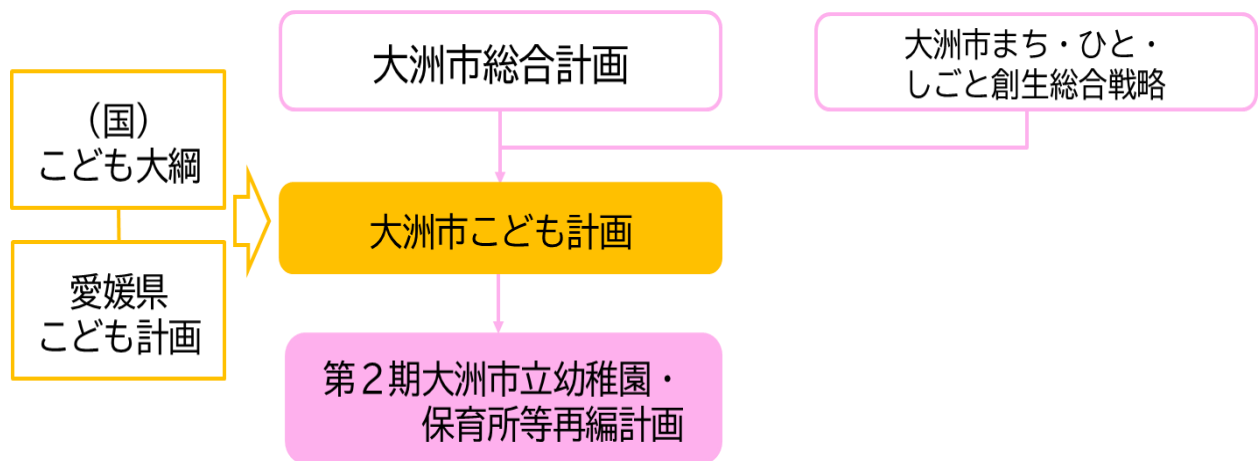 大洲市総合計画
大洲市まち・ひと・
しごと創生総合戦略
（国）
こども大綱
愛媛県
こども計画
大洲市こども計画
第２期大洲市立幼稚園・
保育所等再編計画